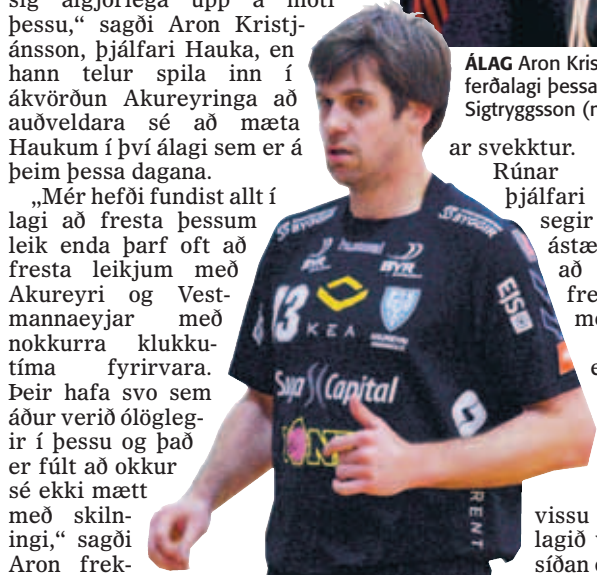 sig algjörlega upp á móti
þessu,“ sagði Aron Kristj-
ánsson, þjálfari Hauka, en
hann telur spila inn í
ákvörðun Akureyringa að
auðveldara sé að mæta
Haukum í því álagi sem er á
þeim þessa dagana.
„Mér hefði fundist allt í
lagi að fresta þessum
leik enda þarf oft að
fresta leikjum með
Akureyri og Vest-
mannaeyjar með
nokkurra klukku-
tíma fyrirvara.
Þeir hafa svo sem
áður verið ólögleg-
ir í þessu og það
er fúlt að okkur
sé ekki mætt
með skiln-
ingi,“ sagði
Aron frek-
ÁLAG Aron Kris
ferðalagi þessa
Sigtryggsson (n
ar svekktur.
Rúnar
þjálfari
segir
ástæ
að
fre
me
e
vissu
lagið
síðan
S.BYGGIR
S.BYGGIR
hummel
BYR
BYR
13
KEA
EJS
Saga Capital
RENT